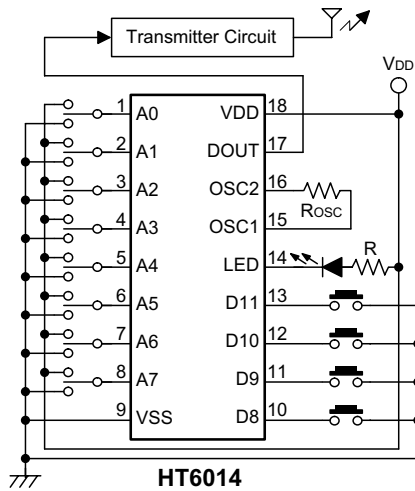 Transmitter Circuit
VDD
1 A0 VDD 18
2 A1 DOUT 17
3 A2 OSC2 16
ROSC
4 A3 OSC1 15
5 A4 LED 14 R
6 A5 D11 13
7 A6 D10 12
8 A7 D9 11
9 VSS D8 10
HT6014